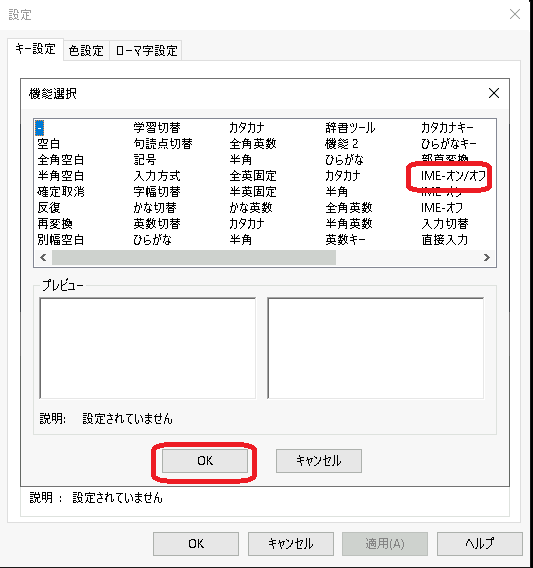 設定
キー設定 色設定 ローマ字設定
機能選択
- 学習切替 カタカナ 辞書ツール カタカナキー
空白 句読点切替 全角英数 機能2 ひらがなキー
全角空白 記号 半角 ひらがな 部首変換
半角空白 入力方式 全英固定 カタカナ IME-オン/オフ
確定取消 字幅切替 半角固定 半角 IME-オン
反復 かな切替 かな英数 全角英数 IME-オフ
再変換 英数切替 カタカナ 半角英数 入力切替
別幅空白 ひらがな 半角 英数キー 直接入力
プレビュー
説明: 設定されていません
OK キャンセル
説明 : 設定されていません
OK キャンセル 適用(A) ヘルプ